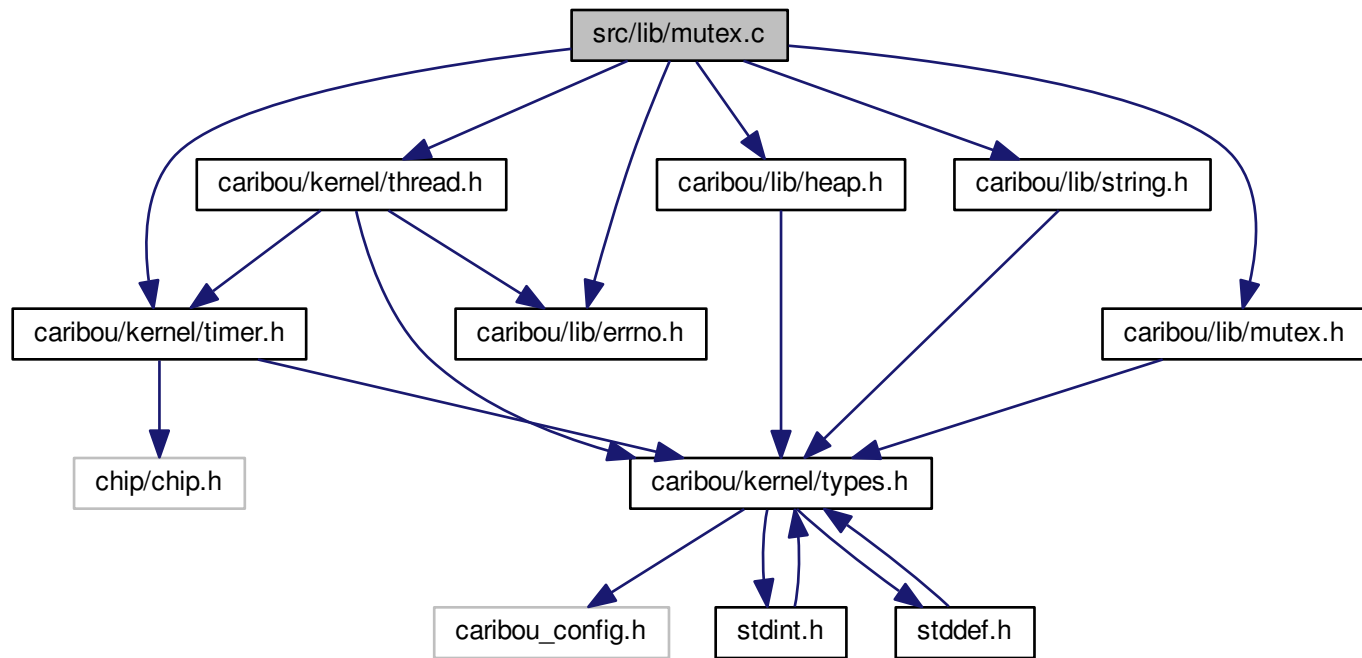 src/lib/mutex.c
caribou/kernel/thread.h
caribou/lib/heap.h
caribou/lib/string.h
caribou/kernel/timer.h
caribou/lib/errno.h
caribou/lib/mutex.h
chip/chip.h
caribou/kernel/types.h
caribou_config.h
stdint.h
stddef.h